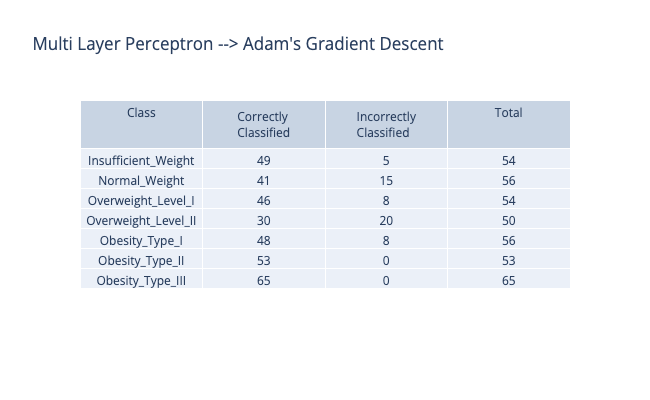 Multi Layer Perceptron --> Adam's Gradient Descent
Class Correctly Classified Incorrectly Classified Total
Insufficient_Weight 49 5 54
Normal_Weight 41 15 56
Overweight_Level_I 46 8 54
Overweight_Level_II 30 20 50
Obesity_Type_I 48 8 56
Obesity_Type_II 53 0 53
Obesity_Type_III 65 0 65